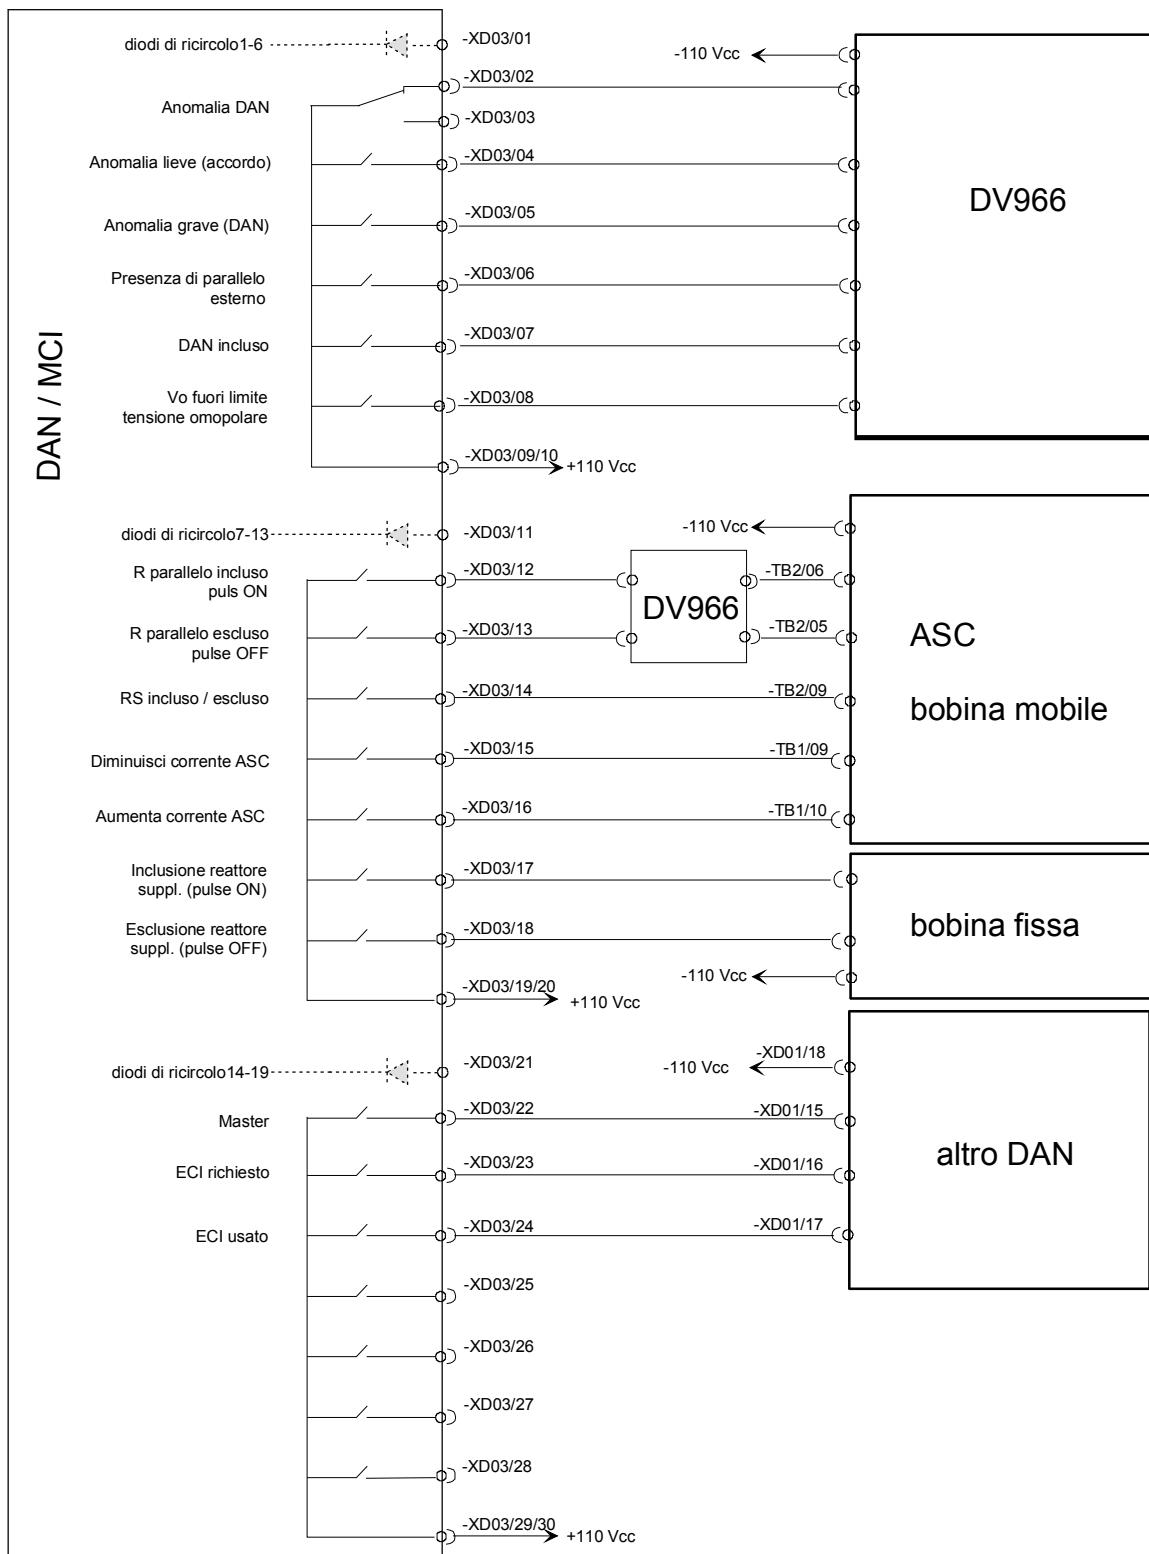 DAN / MCI
diodi di ricircolo1-6
-XD03/01
-110 Vcc
-XD03/02
Anomalia DAN
-XD03/03
Anomalia lieve (accordo)
-XD03/04
DV966
Anomalia grave (DAN)
-XD03/05
Presenza di parallelo
esterno
-XD03/06
DAN incluso
-XD03/07
Vo fuori limite
tensione omopolare
-XD03/08
-XD03/09/10
+110 Vcc
diodi di ricircolo7-13
-XD03/11
-110 Vcc
R parallelo incluso
puls ON
-XD03/12
DV966
-TB2/06
R parallelo escluso
pulse OFF
-XD03/13
-TB2/05
ASC
bobina mobile
RS incluso / escluso
-XD03/14
-TB2/09
Diminuisci corrente ASC
-XD03/15
-TB1/09
Aumenta corrente ASC
-XD03/16
-TB1/10
Inclusione reattore
suppl. (pulse ON)
-XD03/17
bobina fissa
Esclusione reattore
suppl. (pulse OFF)
-XD03/18
-110 Vcc
-XD03/19/20
+110 Vcc
diodi di ricircolo14-19
-XD03/21
-110 Vcc
-XD01/18
Master
-XD03/22
-XD01/15
altro DAN
ECI richiesto
-XD03/23
-XD01/16
ECI usato
-XD03/24
-XD01/17
-XD03/25
-XD03/26
-XD03/27
-XD03/28
-XD03/29/30
+110 Vcc